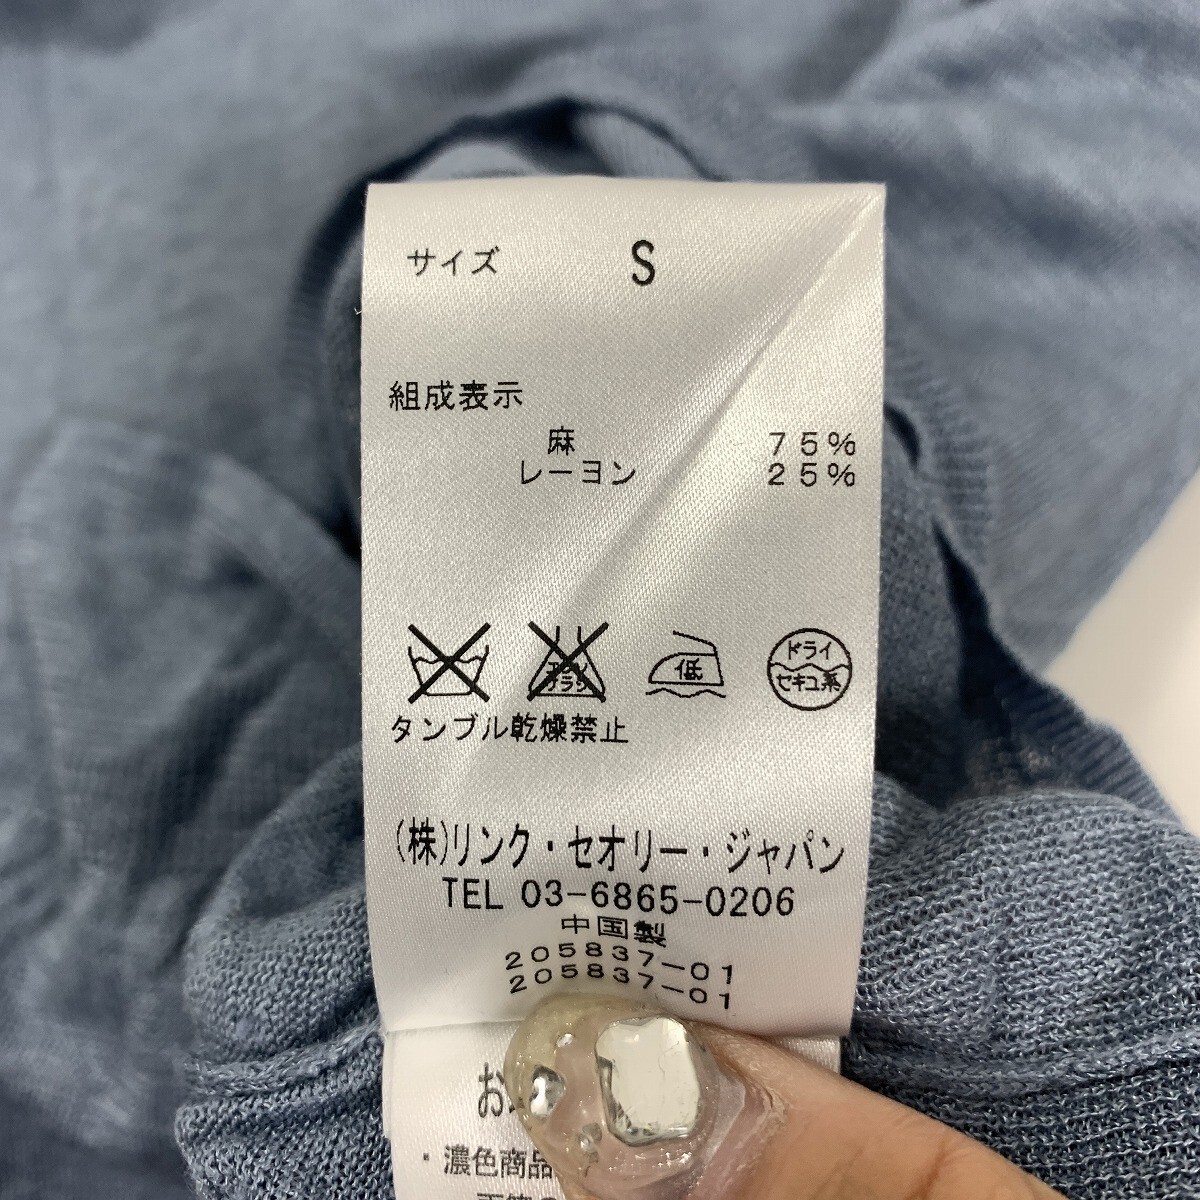 サイズ S
組成表示
麻 75%
レーヨン 25%
低
ドライ
セキユ系
タンブル乾燥禁止
(株)リンク・セオリー・ジャパン
TEL 03-6865-0206
中国製
205837-01
205837-01
お
・濃色商品